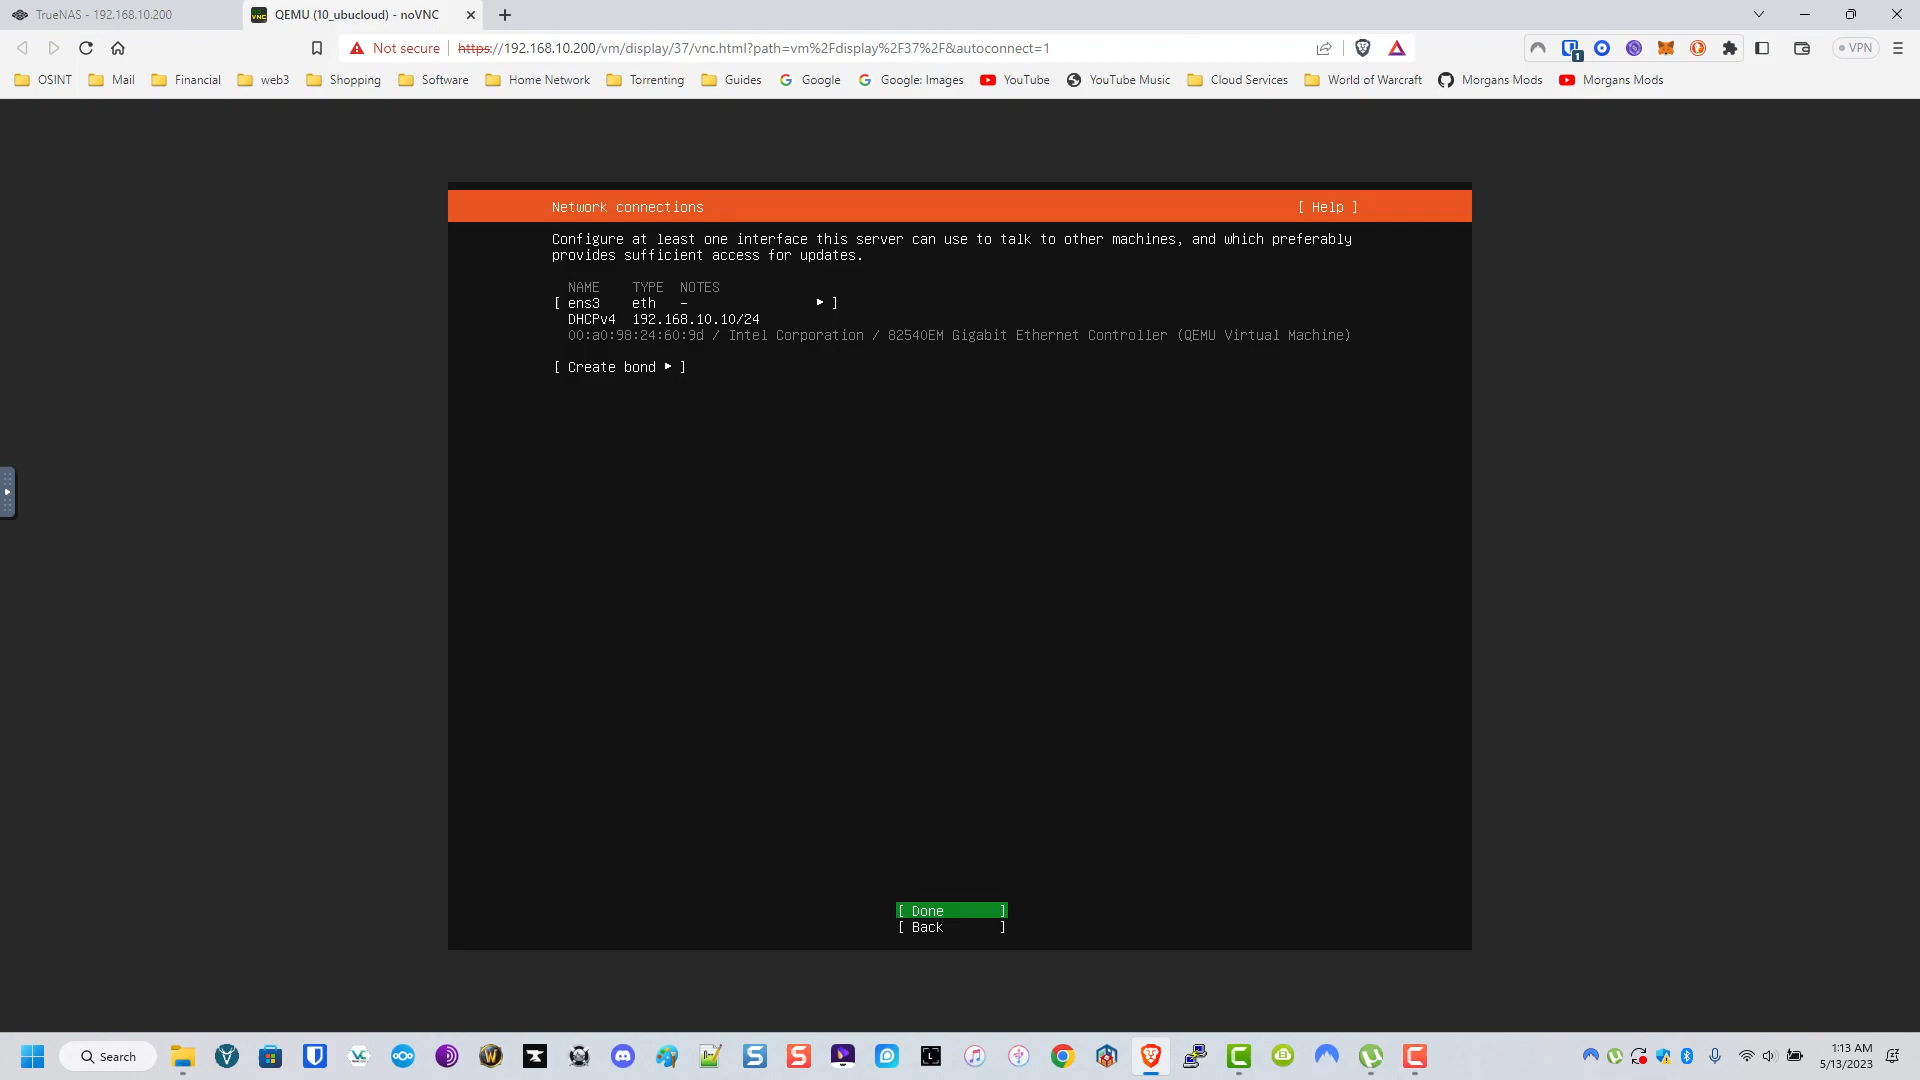 TrueNAS - 192.168.10.200
QEMU (10_ubucloud) - noVNC
Not secure
https://192.168.10.200/vm/display/37/vnc.html?path=vm%2Fdisplay%2F37%2F&autoconnect=1
1
VPN
OSINT
Mail
Financial
web3
Shopping
Software
Home Network
Torrenting
Guides
Google
Google: Images
YouTube
YouTube Music
Cloud Services
World of Warcraft
Morgans Mods
Morgans Mods
Network connections [ Help ]
Configure at least one interface this server can use to talk to other machines, and which preferably
provides sufficient access for updates.
NAME TYPE NOTES
[ ens3 eth – ▸ ]
DHCPv4 192.168.10.10/24
00:a0:98:24:60:9d / Intel Corporation / 82540EM Gigabit Ethernet Controller (QEMU Virtual Machine)
[ Create bond ▸ ]
[ Done ]
[ Back ]
Search
1:13 AM
5/13/2023